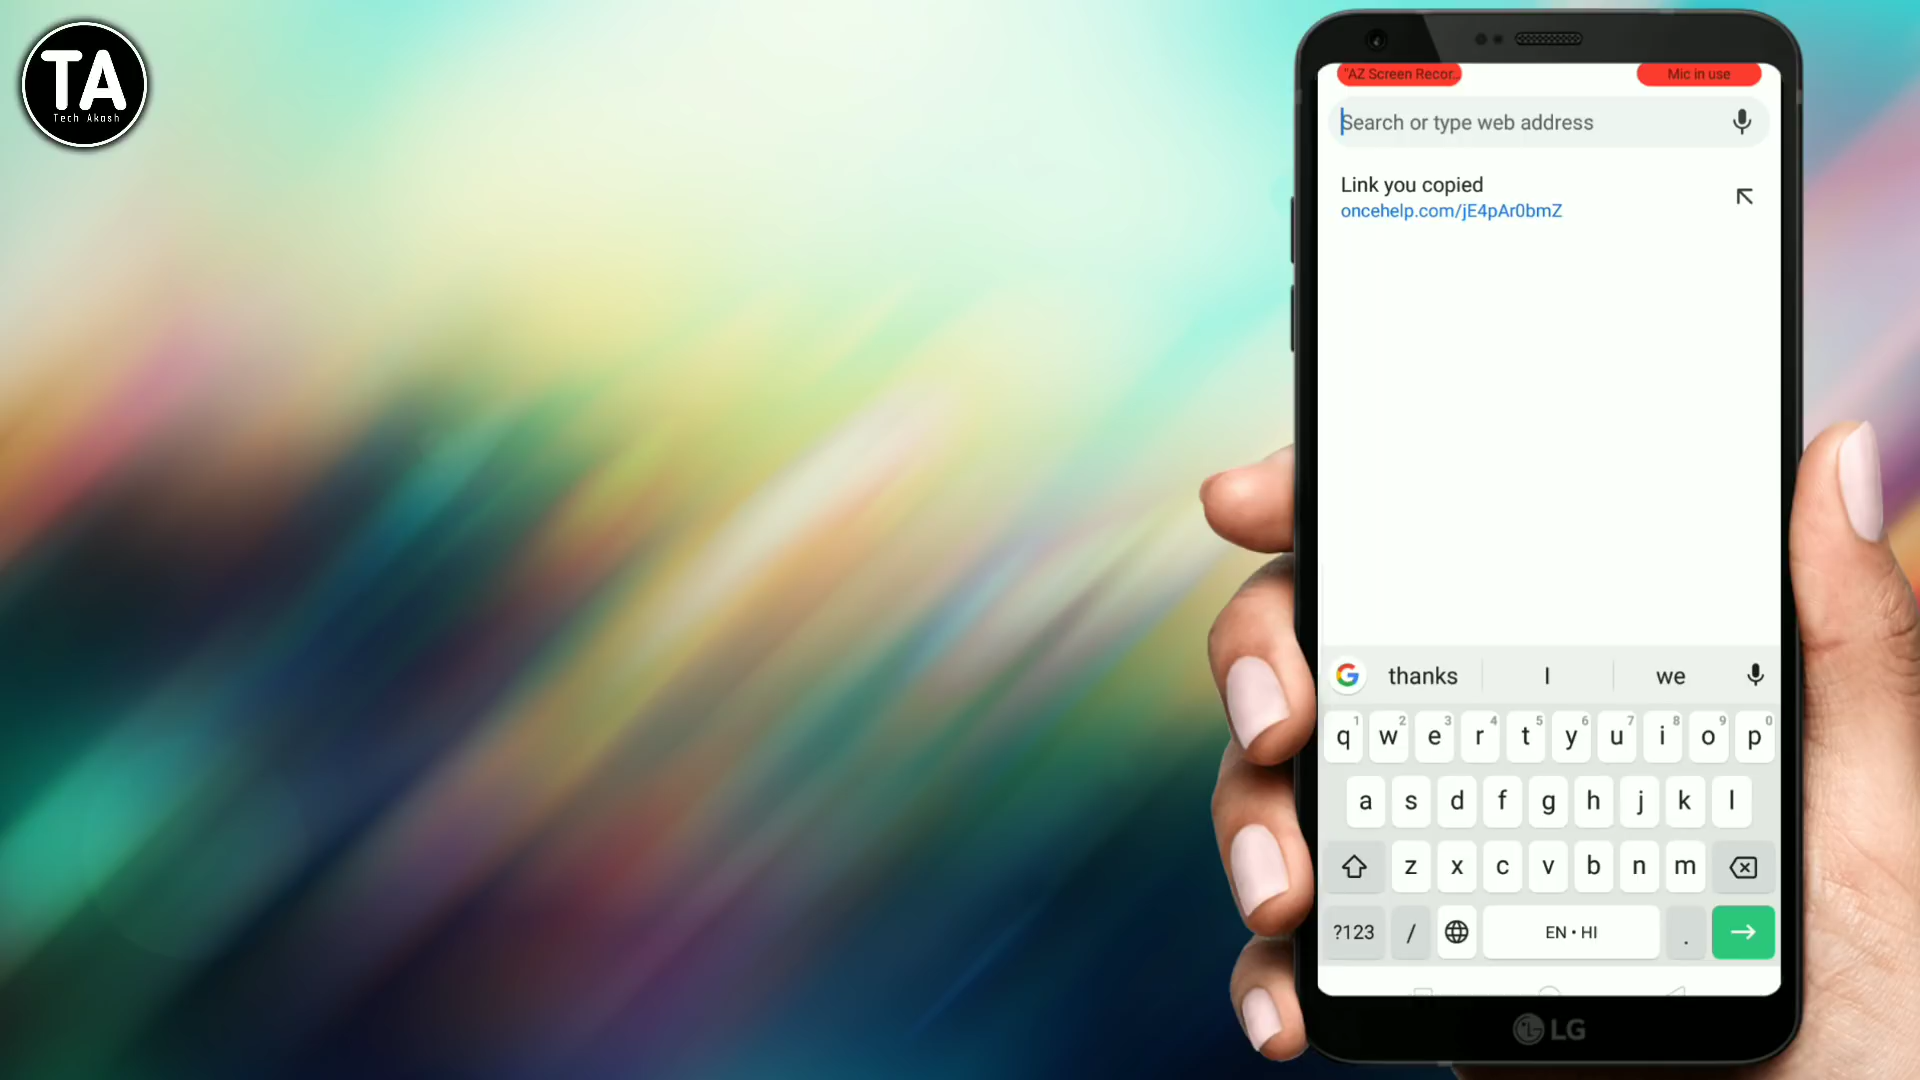 TA
Tech Akash
"AZ Screen Recor..
Mic in use
Search or type web address
Link you copied
oncehelp.com/jE4pAr0bmZ
G thanks I we
1 2 3 4 5 6 7 8 9 0
q w e r t y u i o p
a s d f g h j k l
z x c v b n m
?123 / EN • HI .
LG